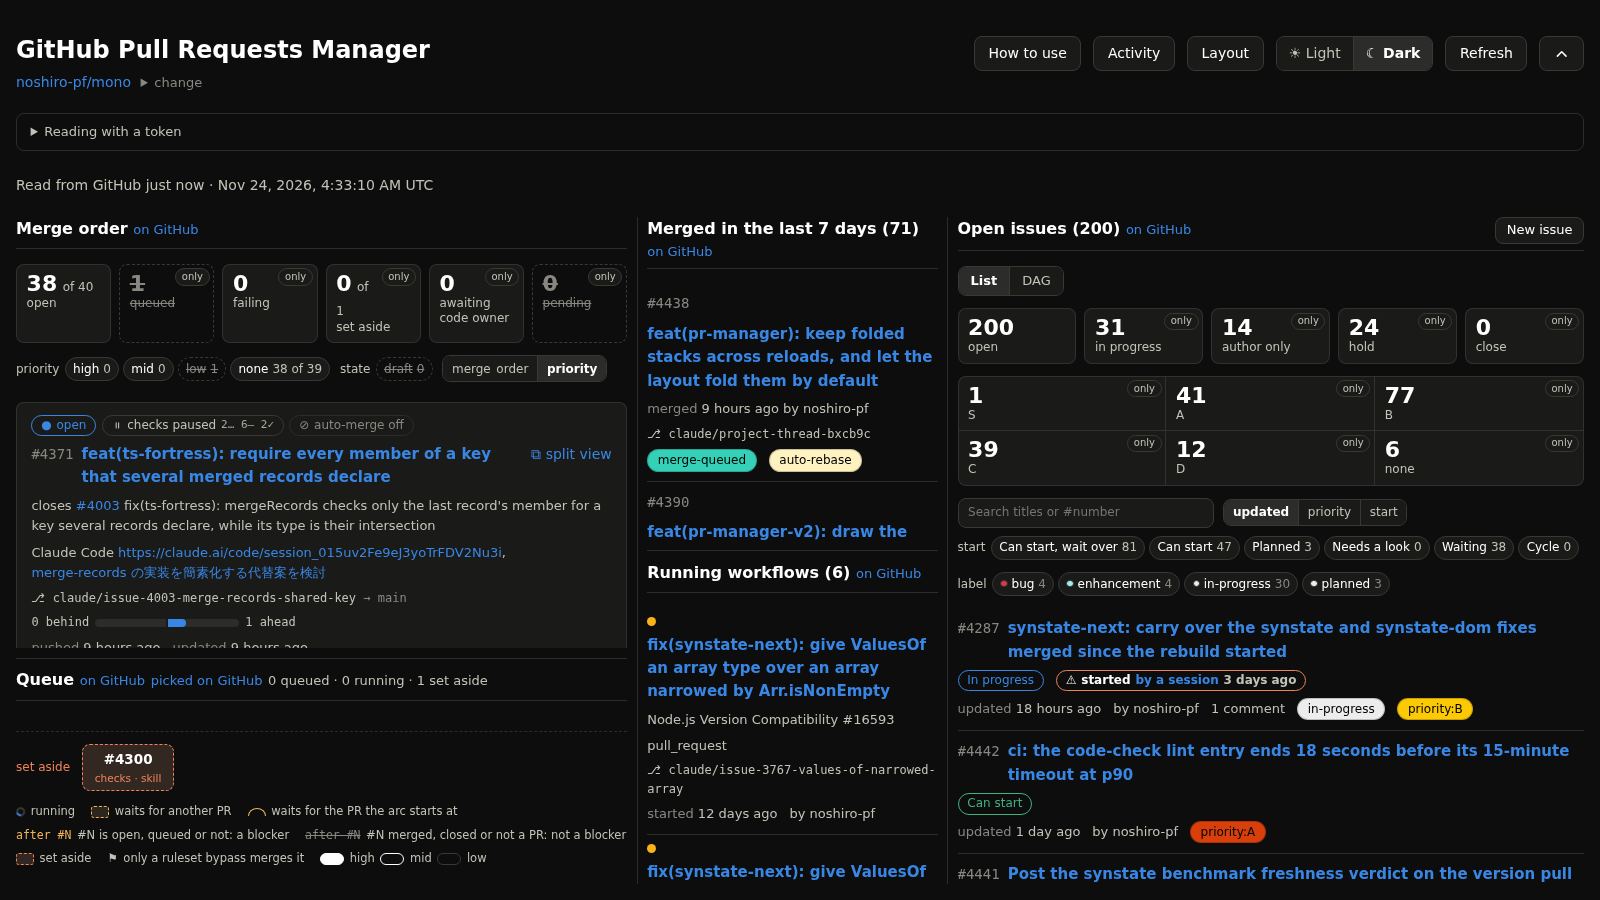 GitHub Pull Requests Manager
noshiro-pf/mono ▶ change
How to use
Activity
Layout
☀ Light
☾ Dark
Refresh
▶ Reading with a token
Read from GitHub just now · Nov 24, 2026, 4:33:10 AM UTC
Merge order on GitHub
38 of 40
open
1 only
queued
0 only
failing
0 of 1 only
set aside
0 only
awaiting
code owner
0 only
pending
priority high 0 mid 0 low 1 none 38 of 39 state draft 0 merge order priority
open ⏸ checks paused 2… 6– 2✓ ⊘ auto-merge off
#4371 feat(ts-fortress): require every member of a key ⧉ split view
that several merged records declare
closes #4003 fix(ts-fortress): mergeRecords checks only the last record's member for a
key several records declare, while its type is their intersection
Claude Code https://claude.ai/code/session_015uv2Fe9eJ3yoTrFDV2Nu3i,
merge-records の実装を簡素化する代替案を検討
⎇ claude/issue-4003-merge-records-shared-key → main
0 behind 1 ahead
pushed 9 hours ago updated 9 hours ago
Queue on GitHub picked on GitHub 0 queued · 0 running · 1 set aside
set aside #4300
checks · skill
running waits for another PR waits for the PR the arc starts at
after #N #N is open, queued or not: a blocker after #N #N merged, closed or not a PR: not a blocker
set aside ⚑ only a ruleset bypass merges it high mid low
Merged in the last 7 days (71)
on GitHub
#4438
feat(pr-manager): keep folded
stacks across reloads, and let the
layout fold them by default
merged 9 hours ago by noshiro-pf
⎇ claude/project-thread-bxcb9c
merge-queued auto-rebase
#4390
feat(pr-manager-v2): draw the
Running workflows (6) on GitHub
fix(synstate-next): give ValuesOf
an array type over an array
narrowed by Arr.isNonEmpty
Node.js Version Compatibility #16593
pull_request
⎇ claude/issue-3767-values-of-narrowed-
array
started 12 days ago by noshiro-pf
fix(synstate-next): give ValuesOf
Open issues (200) on GitHub
New issue
List DAG
200
open
31 only
in progress
14 only
author only
24 only
hold
0 only
close
1 only
S
41 only
A
77 only
B
39 only
C
12 only
D
6 only
none
Search titles or #number
updated priority start
start Can start, wait over 81 Can start 47 Planned 3 Needs a look 0 Waiting 38 Cycle 0
label bug 4 enhancement 4 in-progress 30 planned 3
#4287 synstate-next: carry over the synstate and synstate-dom fixes
merged since the rebuild started
In progress ⚠ started by a session 3 days ago
updated 18 hours ago by noshiro-pf 1 comment in-progress priority:B
#4442 ci: the code-check lint entry ends 18 seconds before its 15-minute
timeout at p90
Can start
updated 1 day ago by noshiro-pf priority:A
#4441 Post the synstate benchmark freshness verdict on the version pull